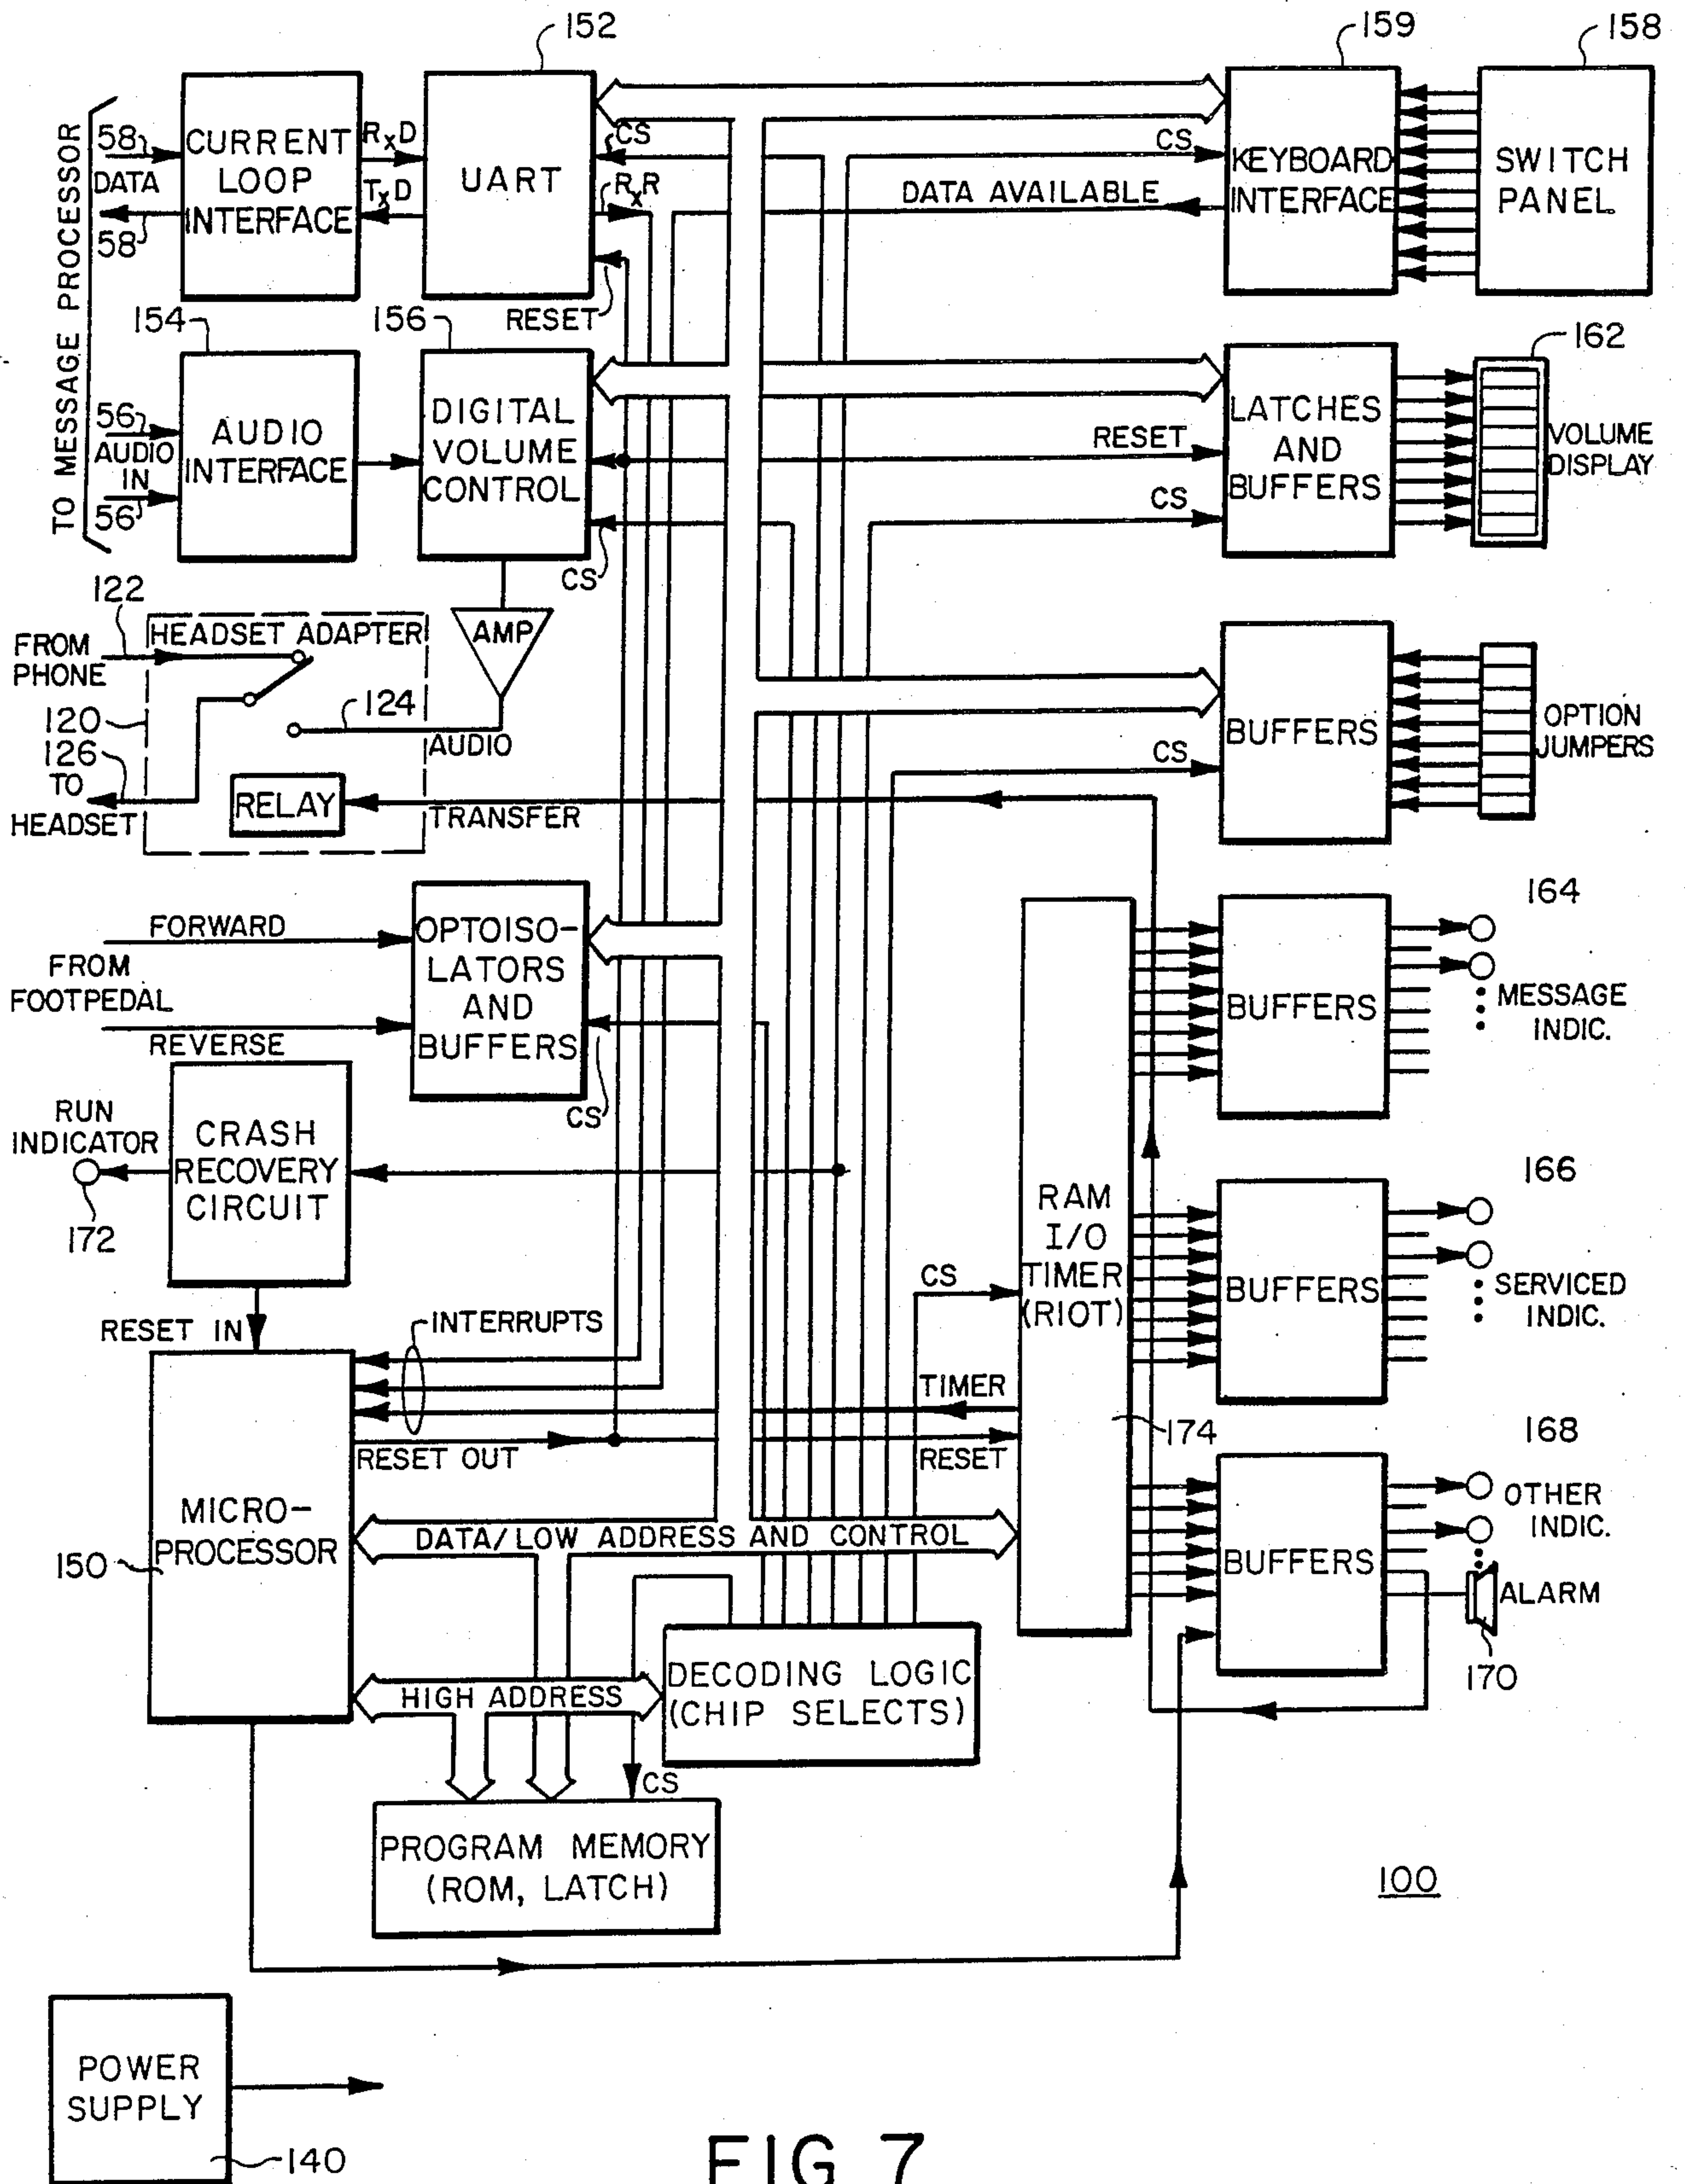 152
159
158
TO MESSAGE PROCESSOR
58
DATA
58
CURRENT
LOOP
INTERFACE
RxD
TxD
UART
CS
RxR
RESET
CS
DATA AVAILABLE
KEYBOARD
INTERFACE
SWITCH
PANEL
154
156
162
56
AUDIO
IN
56
AUDIO
INTERFACE
DIGITAL
VOLUME
CONTROL
CS
RESET
CS
LATCHES
AND
BUFFERS
VOLUME
DISPLAY
122
FROM
PHONE
HEADSET ADAPTER
AMP
120
124
AUDIO
126
TO
HEADSET
RELAY
TRANSFER
CS
BUFFERS
OPTION
JUMPERS
FORWARD
FROM
FOOTPEDAL
REVERSE
OPTOISO-
LATORS
AND
BUFFERS
CS
164
BUFFERS
MESSAGE
INDIC.
RUN
INDICATOR
172
CRASH
RECOVERY
CIRCUIT
RAM
I/O
TIMER
(RIOT)
166
BUFFERS
SERVICED
INDIC.
CS
RESET IN
INTERRUPTS
TIMER
RESET OUT
RESET
174
168
MICRO-
PROCESSOR
150
DATA/LOW ADDRESS AND CONTROL
BUFFERS
OTHER
INDIC.
ALARM
170
HIGH ADDRESS
DECODING LOGIC
(CHIP SELECTS)
CS
PROGRAM MEMORY
(ROM, LATCH)
100
POWER
SUPPLY
140
FIG 7